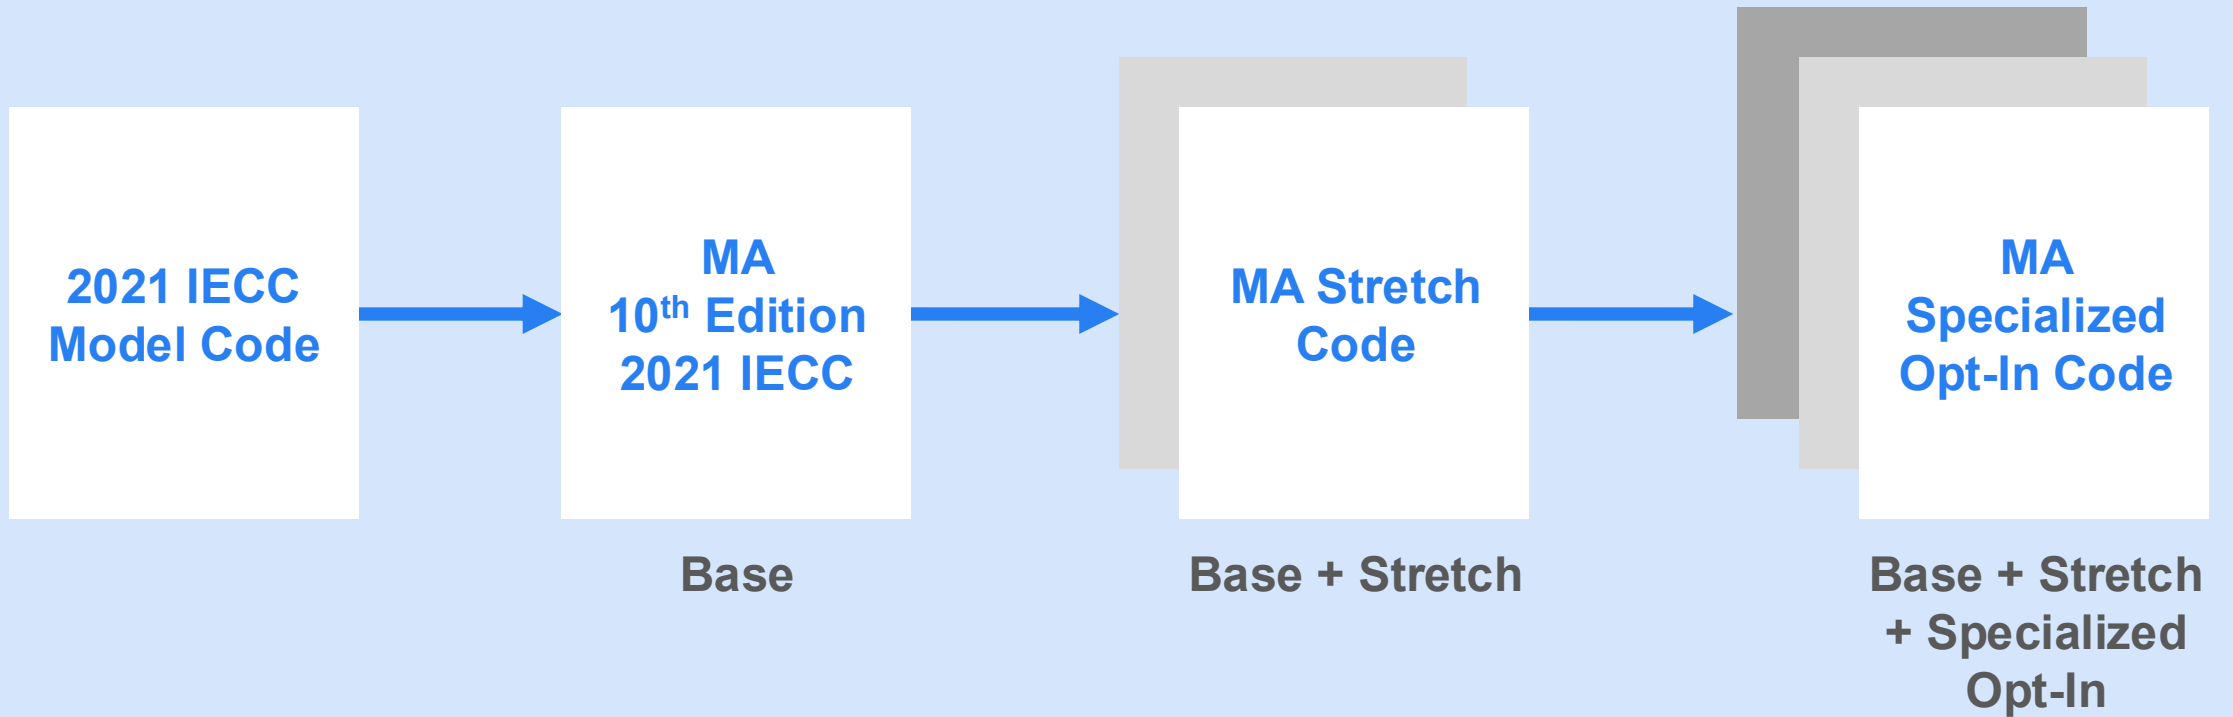 2021 IECC
Model Code
MA
10th Edition
2021 IECC
Base
MA Stretch
Code
Base + Stretch
MA
Specialized
Opt-In Code
Base + Stretch
+ Specialized
Opt-In